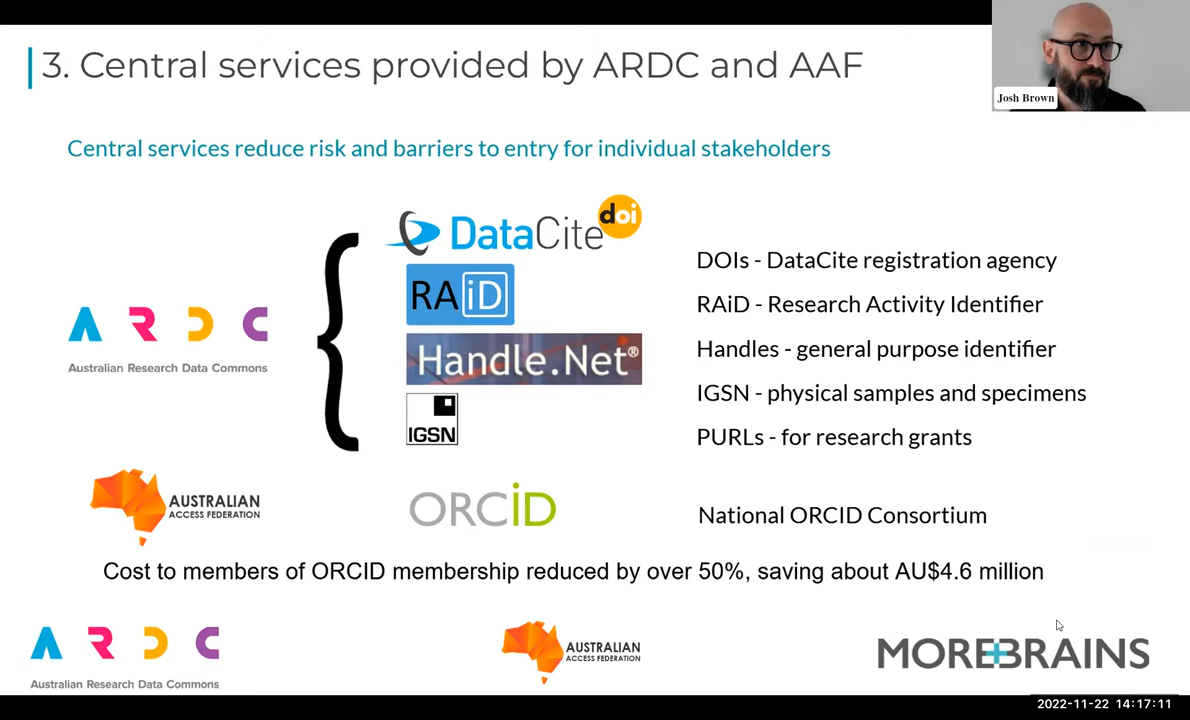 3. Central services provided by ARDC and AAF
Josh Brown
Central services reduce risk and barriers to entry for individual stakeholders
DataCite doi
RAiD
Handle.Net®
IGSN
ARDC
Australian Research Data Commons
DOIs - DataCite registration agency
RAiD - Research Activity Identifier
Handles - general purpose identifier
IGSN - physical samples and specimens
PURLs - for research grants
AUSTRALIAN
ACCESS FEDERATION
ORCiD
National ORCID Consortium
Cost to members of ORCID membership reduced by over 50%, saving about AU$4.6 million
ARDC
Australian Research Data Commons
AUSTRALIAN
ACCESS FEDERATION
MOREBRAINS
2022-11-22 14:17:11